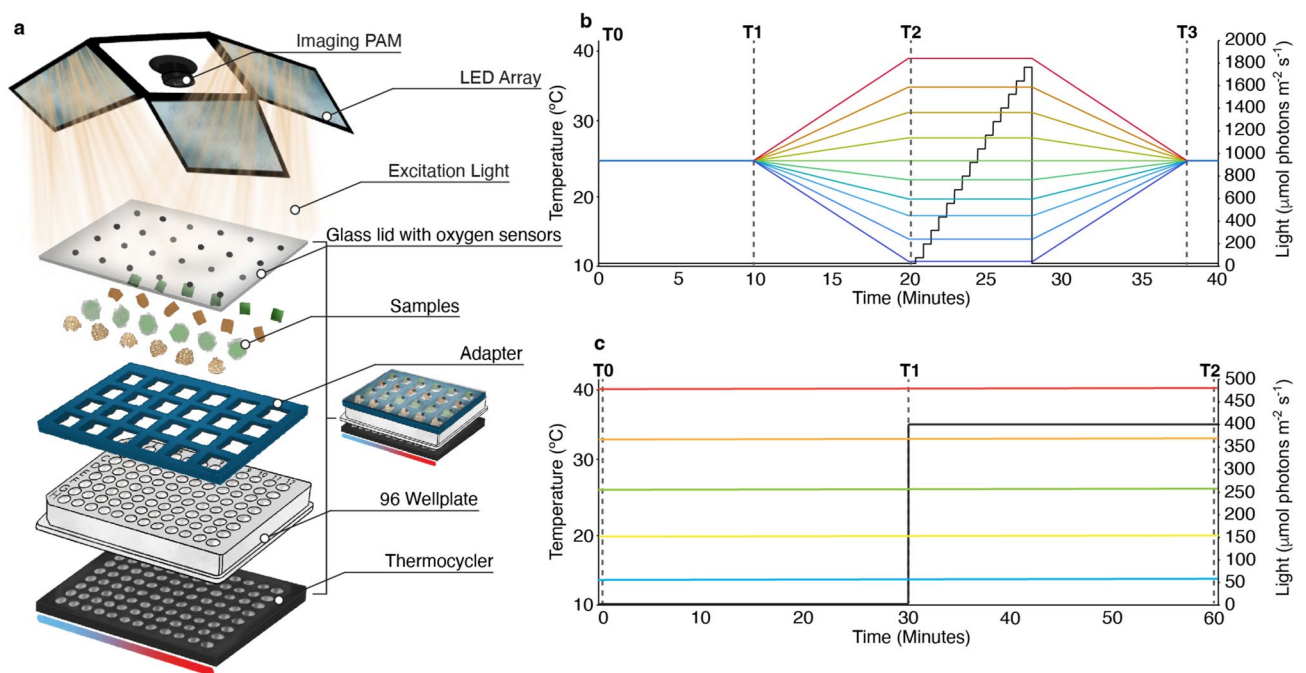 a
Imaging PAM
LED Array
Excitation Light
Glass lid with oxygen sensors
Samples
Adapter
96 Wellplate
Thermocycler
b
T0 T1 T2 T3
40
30
20
10
Temperature (°C)
2000
1800
1600
1400
1200
1000
800
600
400
200
0
Light (μmol photons m-2 s-1)
0 5 10 15 20 25 30 35 40
Time (Minutes)
c
T0 T1 T2
40
30
20
10
Temperature (°C)
500
450
400
350
300
250
200
150
100
50
0
Light (μmol photons m-2 s-1)
0 10 20 30 40 50 60
Time (Minutes)